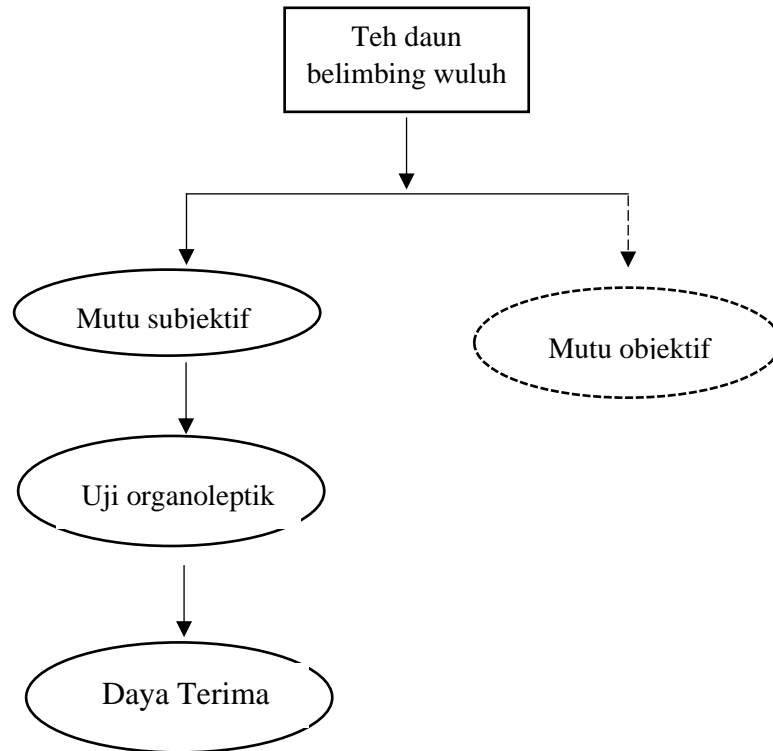 Teh daun
belimbing wuluh
Mutu subjektif
Mutu objektif
Uji organoleptik
Daya Terima